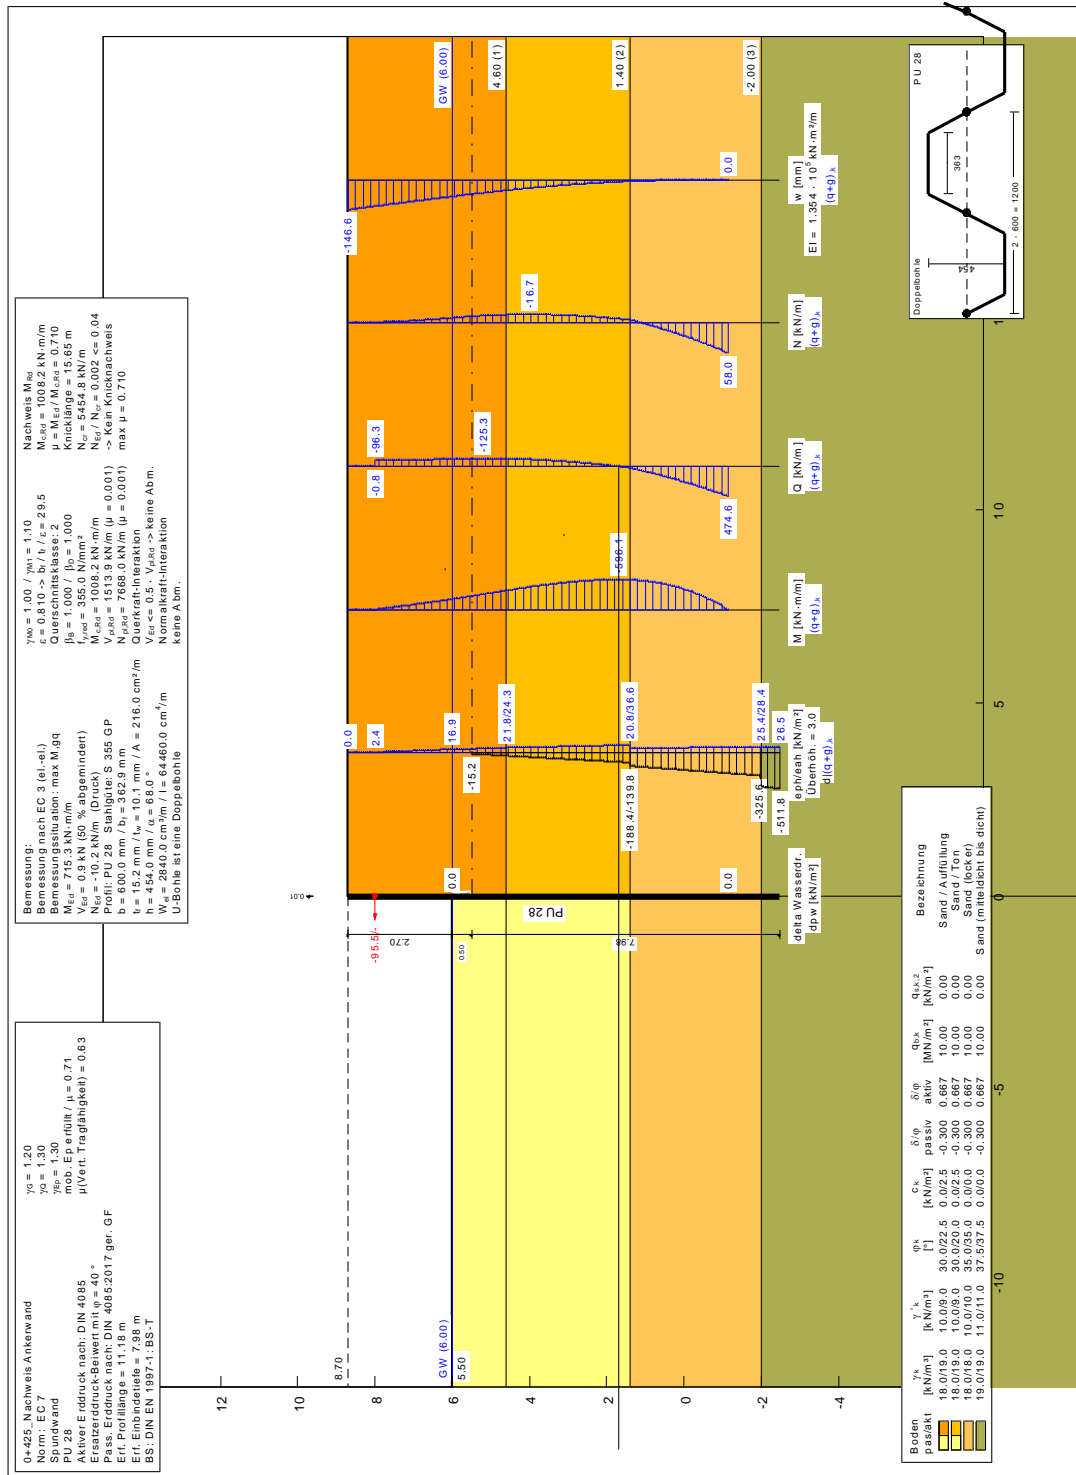 0+425_Nachweis Ankerwand
Norm: EC 7
Spundwand
PU 28
Aktiver Erddruck nach: DIN 4085
Ersatzerddruck-Beiwert mit φ = 40 °
Pass. Erddruck nach: DIN 4085:2017 ger. GF
Erf. Profillänge = 11.18 m
Erf. Einbindetiefe = 7.98 m
BS: DIN EN 1997-1: BS-T
γG = 1.20
γQ = 1.30
γEp = 1.30
mob. Ep erfüllt / μ = 0.71
μ(Vert. Tragfähigkeit) = 0.63
Bemessung:
Bemessung nach EC 3 (el.-el.)
Bemessungssituation: max M,gq
MEd = 715.3 kN·m/m
VEd = 0.9 kN (50 % abgemindert)
NEd = -10.2 kN/m (Druck)
Profil: PU 28 Stahlgüte: S 355 GP
b = 600.0 mm / bf = 362.9 mm
tf = 15.2 mm / tw = 10.1 mm / A = 216.0 cm²/m
h = 454.0 mm / α = 68.0 °
Wel = 2840.0 cm³/m / I = 64460.0 cm⁴/m
U-Bohle ist eine Doppelbohle
γM0 = 1.00 / γM1 = 1.10
ε = 0.810 -> bf / tf / ε = 29.5
Querschnittsklasse: 2
βB = 1.000 / βD = 1.000
fy,red = 355.0 N/mm²
Mc,Rd = 1008.2 kN·m/m
Vpl,Rd = 1513.9 kN/m (μ = 0.001)
Npl,Rd = 7668.0 kN/m (μ = 0.001)
Querkraft-Interaktion
VEd <= 0.5 · Vpl,Rd -> keine Abm.
Normalkraft-Interaktion
keine Abm.
Nachweis MRd
Mc,Rd = 1008.2 kN·m/m
μ = MEd / Mc,Rd = 0.710
Knicklänge = 15.65 m
Ncr = 5454.8 kN/m
NEd / Ncr = 0.002 <= 0.04
-> Kein Knicknachweis
max μ = 0.710
8.70
GW (6.00)
5.50
12
10
8
6
4
2
0
-2
-4
-10
-5
0
5
10
1
0.01
-95.5/-
2.70
0.50
7.98
PU 28
0.0
0.0
delta Wasserdr.
dpw [kN/m²]
0.0
2.4
16.9
21.8/24.3
20.8/36.6
25.4/28.4
26.5
-15.2
-188.4/-139.8
-325.6
-511.8
eph/eah [kN/m²]
Überhöh. = 3.0
d|(q+g),k
-596.1
M [kN·m/m]
(q+g),k
-0.8
-96.3
-125.3
474.6
Q [kN/m]
(q+g),k
-16.7
58.0
N [kN/m]
(q+g),k
-146.6
0.0
w [mm]
EI = 1.354 · 10⁵ kN·m²/m
(q+g),k
GW (6.00)
4.60 (1)
1.40 (2)
-2.00 (3)
Doppelbohle
PU 28
454
363
2 · 600 = 1200
Boden pas/akt γk [kN/m³] γ'k [kN/m³] φk [°] ck [kN/m²] δ/φ passiv δ/φ aktiv qb,k [MN/m²] qs,k,2 [kN/m²] Bezeichnung
18.0/19.0 10.0/9.0 30.0/22.5 0.0/2.5 -0.300 0.667 10.00 0.00 Sand / Auffüllung
18.0/19.0 10.0/9.0 30.0/20.0 0.0/2.5 -0.300 0.667 10.00 0.00 Sand / Ton
18.0/18.0 10.0/10.0 35.0/35.0 0.0/0.0 -0.300 0.667 10.00 0.00 Sand (locker)
19.0/19.0 11.0/11.0 37.5/37.5 0.0/0.0 -0.300 0.667 10.00 0.00 Sand (mitteldicht bis dicht)